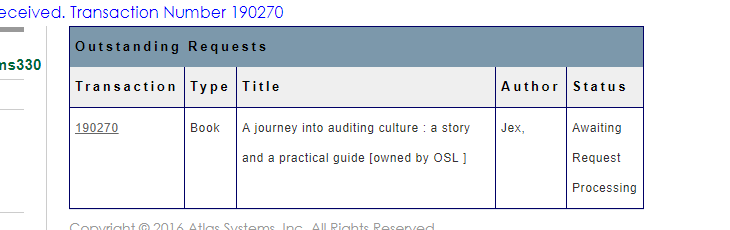 eceived. Transaction Number 190270
ms330
Outstanding Requests
Transaction Type Title Author Status
190270 Book A journey into auditing culture : a story Jex, Awaiting
and a practical guide [owned by OSL ] Request
Processing
Copyright © 2016 Atlas Systems, Inc. All Rights Reserved.